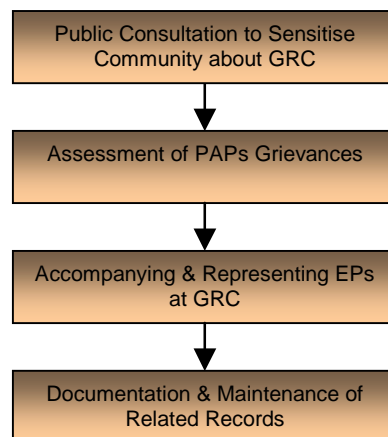 Public Consultation to Sensitise
Community about GRC
Assessment of PAPs Grievances
Accompanying & Representing EPs
at GRC
Documentation & Maintenance of
Related Records